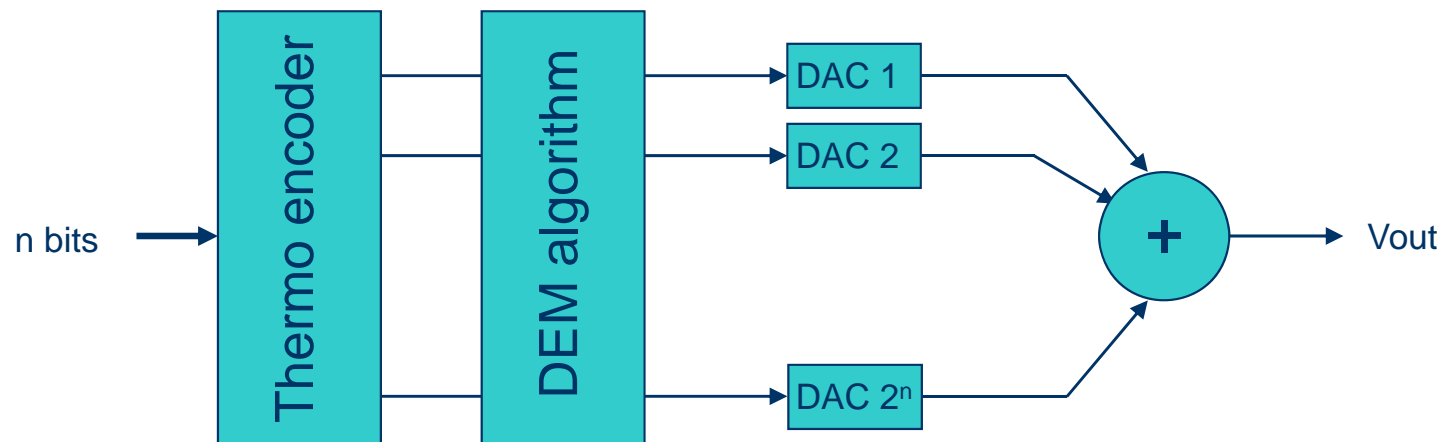 n bits
Thermo encoder
DEM algorithm
DAC 1
DAC 2
DAC 2ⁿ
+
Vout